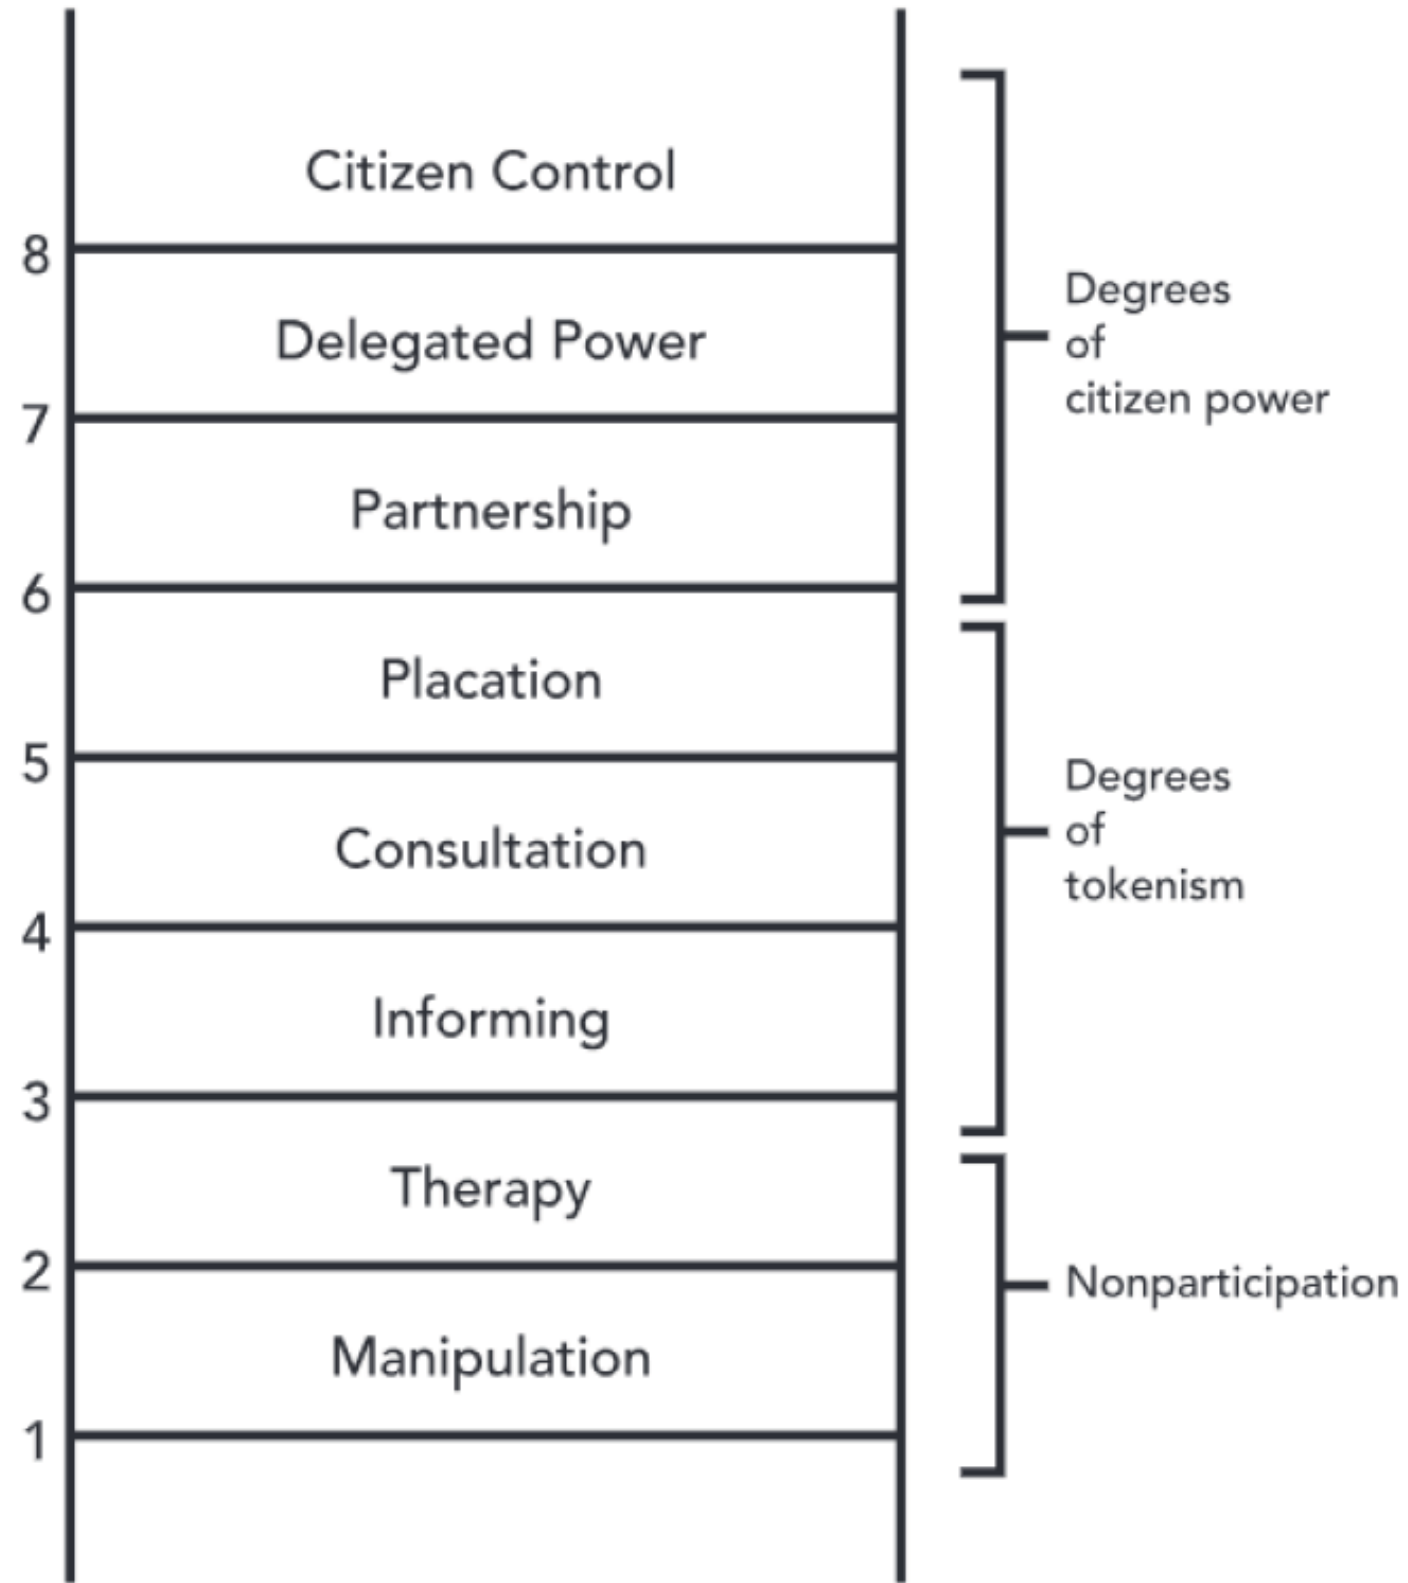 Citizen Control
8
Delegated Power
7
Partnership
6
Placation
5
Consultation
4
Informing
3
Therapy
2
Manipulation
1
Degrees
of
citizen power
Degrees
of
tokenism
Nonparticipation